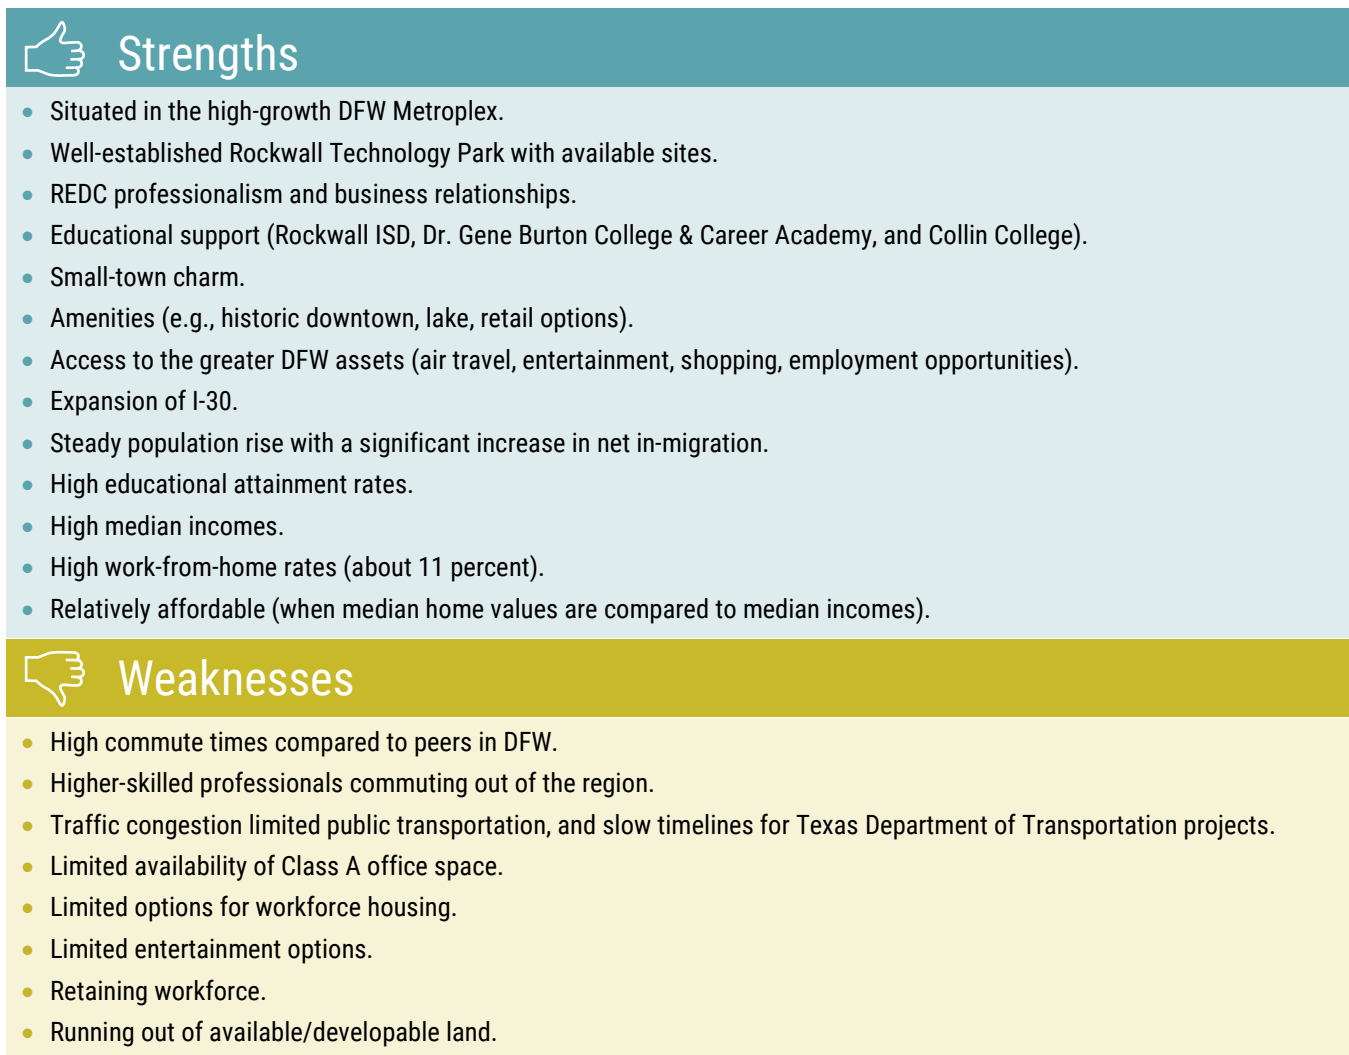 Strengths
• Situated in the high-growth DFW Metroplex.
• Well-established Rockwall Technology Park with available sites.
• REDC professionalism and business relationships.
• Educational support (Rockwall ISD, Dr. Gene Burton College & Career Academy, and Collin College).
• Small-town charm.
• Amenities (e.g., historic downtown, lake, retail options).
• Access to the greater DFW assets (air travel, entertainment, shopping, employment opportunities).
• Expansion of I-30.
• Steady population rise with a significant increase in net in-migration.
• High educational attainment rates.
• High median incomes.
• High work-from-home rates (about 11 percent).
• Relatively affordable (when median home values are compared to median incomes).
Weaknesses
• High commute times compared to peers in DFW.
• Higher-skilled professionals commuting out of the region.
• Traffic congestion limited public transportation, and slow timelines for Texas Department of Transportation projects.
• Limited availability of Class A office space.
• Limited options for workforce housing.
• Limited entertainment options.
• Retaining workforce.
• Running out of available/developable land.